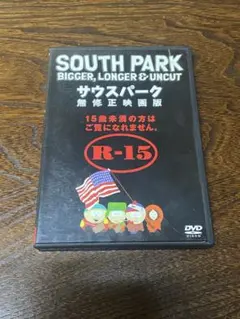 SOUTH PARK
BIGGER, LONGER & UNCUT
サウスパーク
無修正映画版
15歳未満の方は
ご覧になれません。
R-15
DVD
VIDEO